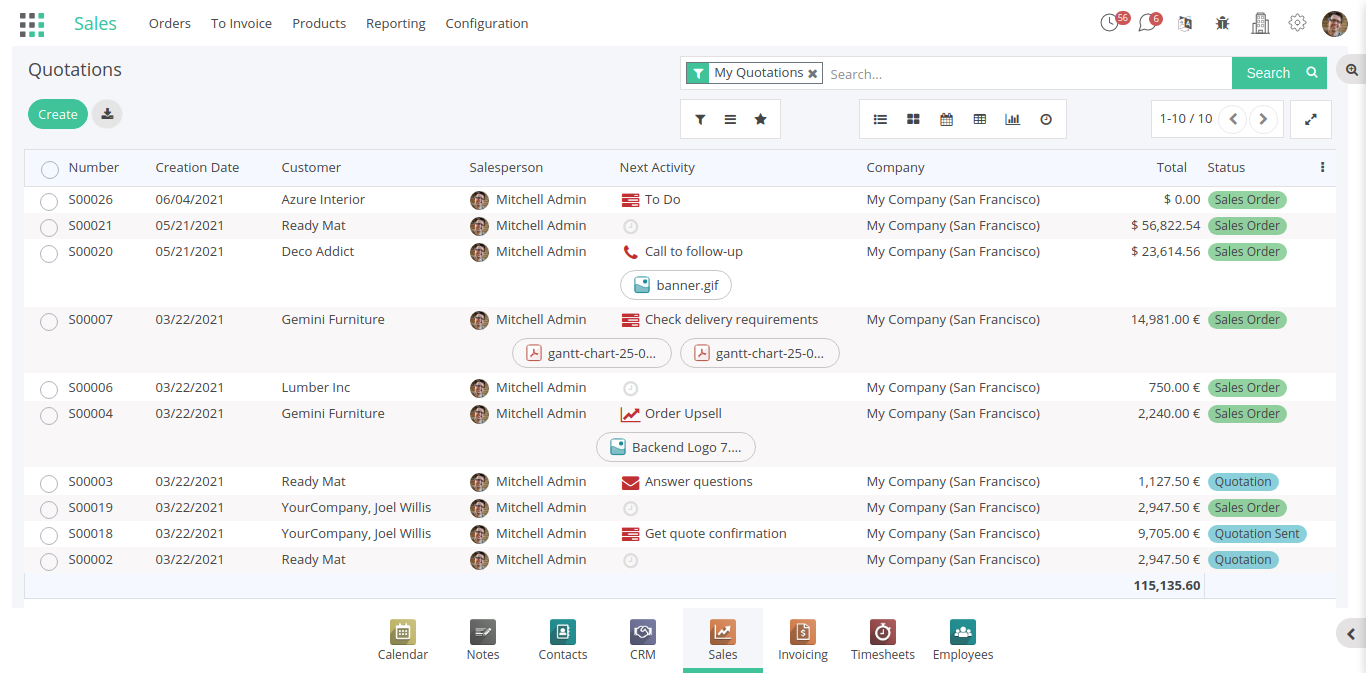 Sales Orders To Invoice Products Reporting Configuration 56 6
Quotations
My Quotations Search... Search
Create 1-10 / 10
Number Creation Date Customer Salesperson Next Activity Company Total Status
S00026 06/04/2021 Azure Interior Mitchell Admin To Do My Company (San Francisco) $ 0.00 Sales Order
S00021 05/21/2021 Ready Mat Mitchell Admin My Company (San Francisco) $ 56,822.54 Sales Order
S00020 05/21/2021 Deco Addict Mitchell Admin Call to follow-up My Company (San Francisco) $ 23,614.56 Sales Order
banner.gif
S00007 03/22/2021 Gemini Furniture Mitchell Admin Check delivery requirements My Company (San Francisco) 14,981.00 € Sales Order
gantt-chart-25-0... gantt-chart-25-0...
S00006 03/22/2021 Lumber Inc Mitchell Admin My Company (San Francisco) 750.00 € Sales Order
S00004 03/22/2021 Gemini Furniture Mitchell Admin Order Upsell My Company (San Francisco) 2,240.00 € Sales Order
Backend Logo 7....
S00003 03/22/2021 Ready Mat Mitchell Admin Answer questions My Company (San Francisco) 1,127.50 € Quotation
S00019 03/22/2021 YourCompany, Joel Willis Mitchell Admin My Company (San Francisco) 2,947.50 € Sales Order
S00018 03/22/2021 YourCompany, Joel Willis Mitchell Admin Get quote confirmation My Company (San Francisco) 9,705.00 € Quotation Sent
S00002 03/22/2021 Ready Mat Mitchell Admin My Company (San Francisco) 2,947.50 € Quotation
115,135.60
Calendar Notes Contacts CRM Sales Invoicing Timesheets Employees